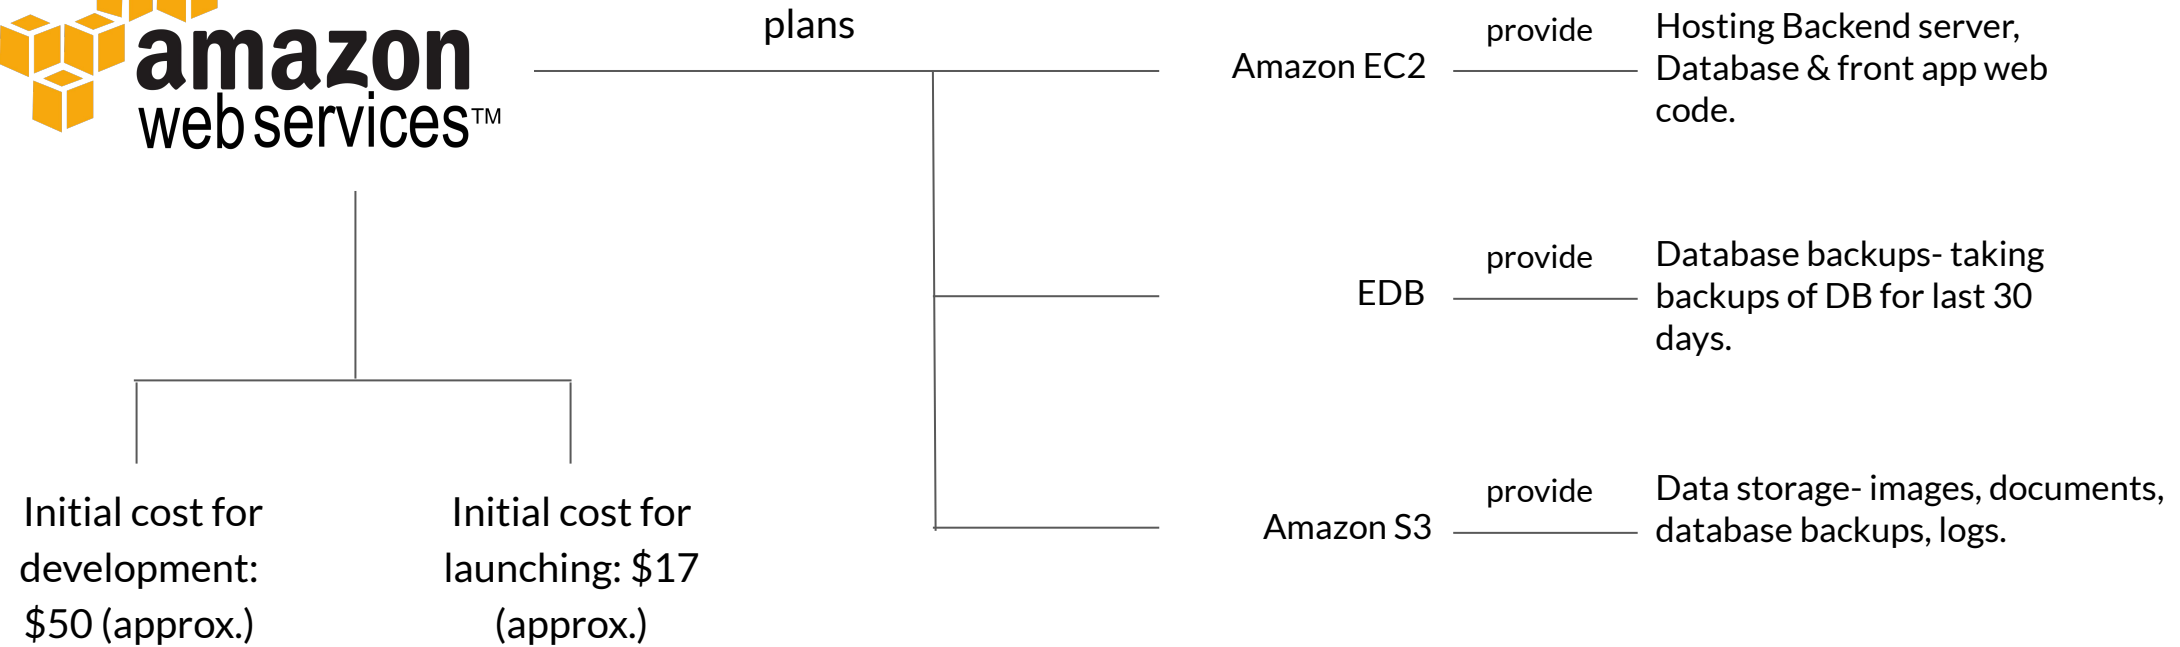 amazon
web services™
plans
Amazon EC2
provide
Hosting Backend server,
Database & front app web
code.
EDB
provide
Database backups- taking
backups of DB for last 30
days.
Amazon S3
provide
Data storage- images, documents,
database backups, logs.
Initial cost for
development:
$50 (approx.)
Initial cost for
launching: $17
(approx.)